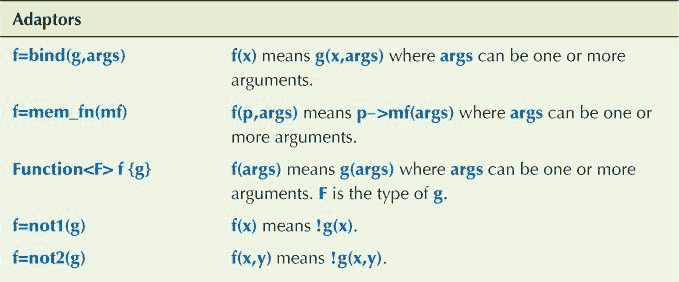 Adaptors
f=bind(g,args) f(x) means g(x,args) where args can be one or more
arguments.
f=mem_fn(mf) f(p,args) means p–>mf(args) where args can be one or
more arguments.
Function<F> f {g} f(args) means g(args) where args can be one or more
arguments. F is the type of g.
f=not1(g) f(x) means !g(x).
f=not2(g) f(x,y) means !g(x,y).